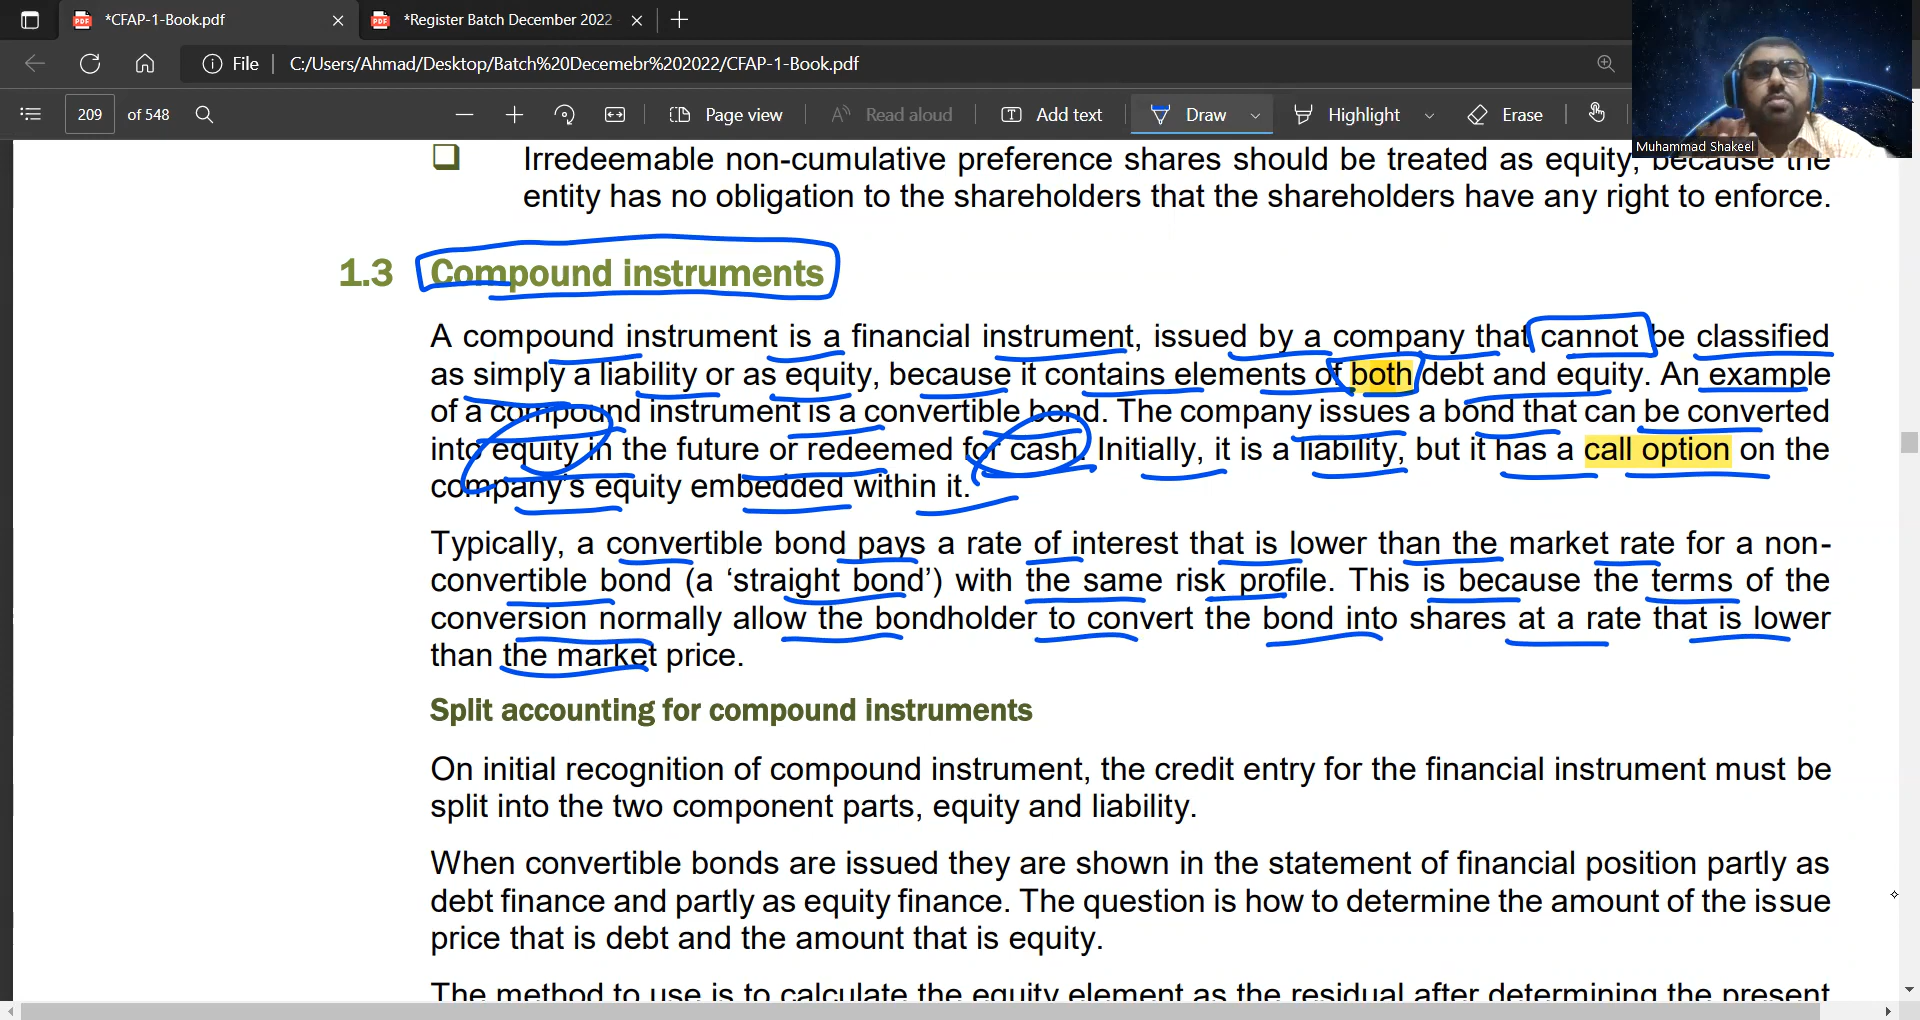 *CFAP-1-Book.pdf
*Register Batch December 2022
File
C:/Users/Ahmad/Desktop/Batch%20Decemebr%202022/CFAP-1-Book.pdf
209 of 548
Page view
Read aloud
Add text
Draw
Highlight
Erase
Muhammad Shakeel
Irredeemable non-cumulative preference shares should be treated as equity, because the
entity has no obligation to the shareholders that the shareholders have any right to enforce.
1.3 Compound instruments
A compound instrument is a financial instrument, issued by a company that cannot be classified
as simply a liability or as equity, because it contains elements of both debt and equity. An example
of a compound instrument is a convertible bond. The company issues a bond that can be converted
into equity in the future or redeemed for cash. Initially, it is a liability, but it has a call option on the
company's equity embedded within it.
Typically, a convertible bond pays a rate of interest that is lower than the market rate for a non-
convertible bond (a ‘straight bond’) with the same risk profile. This is because the terms of the
conversion normally allow the bondholder to convert the bond into shares at a rate that is lower
than the market price.
Split accounting for compound instruments
On initial recognition of compound instrument, the credit entry for the financial instrument must be
split into the two component parts, equity and liability.
When convertible bonds are issued they are shown in the statement of financial position partly as
debt finance and partly as equity finance. The question is how to determine the amount of the issue
price that is debt and the amount that is equity.
The method to use is to calculate the equity element as the residual after determining the present